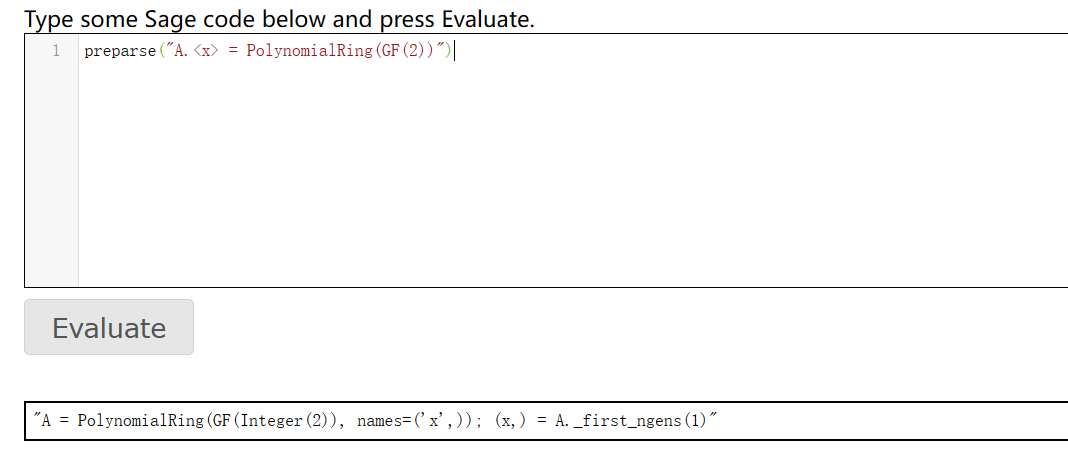 Type some Sage code below and press Evaluate.
1 preparse("A.<x> = PolynomialRing(GF(2))")
Evaluate
"A = PolynomialRing(GF(Integer(2)), names=('x',)); (x,) = A._first_ngens(1)"